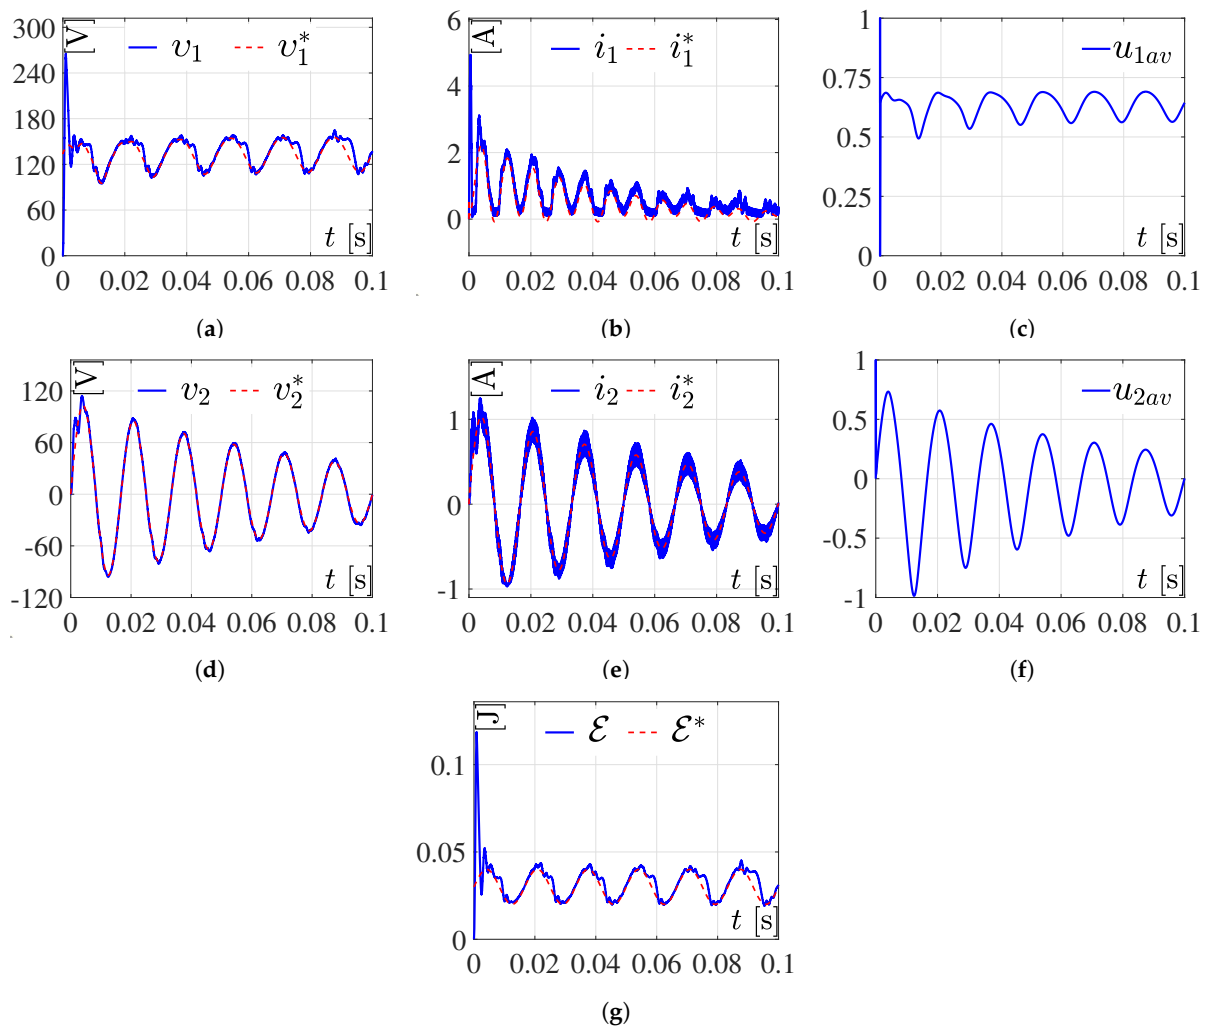 300 240 180 120 60 0
[V] v₁ v₁*
t [s]
0 0.02 0.04 0.06 0.08 0.1
(a)
6 4 2 0
[A] i₁ i₁*
t [s]
0 0.02 0.04 0.06 0.08 0.1
(b)
1 0.75 0.5 0.25 0
u₁ₐᵥ
t [s]
0 0.02 0.04 0.06 0.08 0.1
(c)
120 60 0 -60 -120
[V] v₂ v₂*
t [s]
0 0.02 0.04 0.06 0.08 0.1
(d)
1 0 -1
[A] i₂ i₂*
t [s]
0 0.02 0.04 0.06 0.08 0.1
(e)
1 0.5 0 -0.5 -1
u₂ₐᵥ
t [s]
0 0.02 0.04 0.06 0.08 0.1
(f)
0.1 0.05 0
[J] ℰ ℰ*
t [s]
0 0.02 0.04 0.06 0.08 0.1
(g)